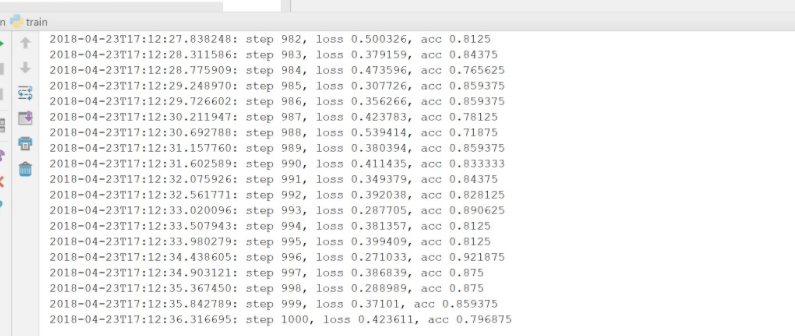 train
2018-04-23T17:12:27.838248: step 982, loss 0.500326, acc 0.8125
2018-04-23T17:12:28.311586: step 983, loss 0.379159, acc 0.84375
2018-04-23T17:12:28.775909: step 984, loss 0.473596, acc 0.765625
2018-04-23T17:12:29.248970: step 985, loss 0.307726, acc 0.859375
2018-04-23T17:12:29.726602: step 986, loss 0.356266, acc 0.859375
2018-04-23T17:12:30.211947: step 987, loss 0.423783, acc 0.78125
2018-04-23T17:12:30.692788: step 988, loss 0.539414, acc 0.71875
2018-04-23T17:12:31.157760: step 989, loss 0.380394, acc 0.859375
2018-04-23T17:12:31.602589: step 990, loss 0.411435, acc 0.833333
2018-04-23T17:12:32.075926: step 991, loss 0.349379, acc 0.84375
2018-04-23T17:12:32.561771: step 992, loss 0.392038, acc 0.828125
2018-04-23T17:12:33.020096: step 993, loss 0.287705, acc 0.890625
2018-04-23T17:12:33.507943: step 994, loss 0.381357, acc 0.8125
2018-04-23T17:12:33.980279: step 995, loss 0.399409, acc 0.8125
2018-04-23T17:12:34.438605: step 996, loss 0.271033, acc 0.921875
2018-04-23T17:12:34.903121: step 997, loss 0.386839, acc 0.875
2018-04-23T17:12:35.367450: step 998, loss 0.288989, acc 0.875
2018-04-23T17:12:35.842789: step 999, loss 0.37101, acc 0.859375
2018-04-23T17:12:36.316695: step 1000, loss 0.423611, acc 0.796875